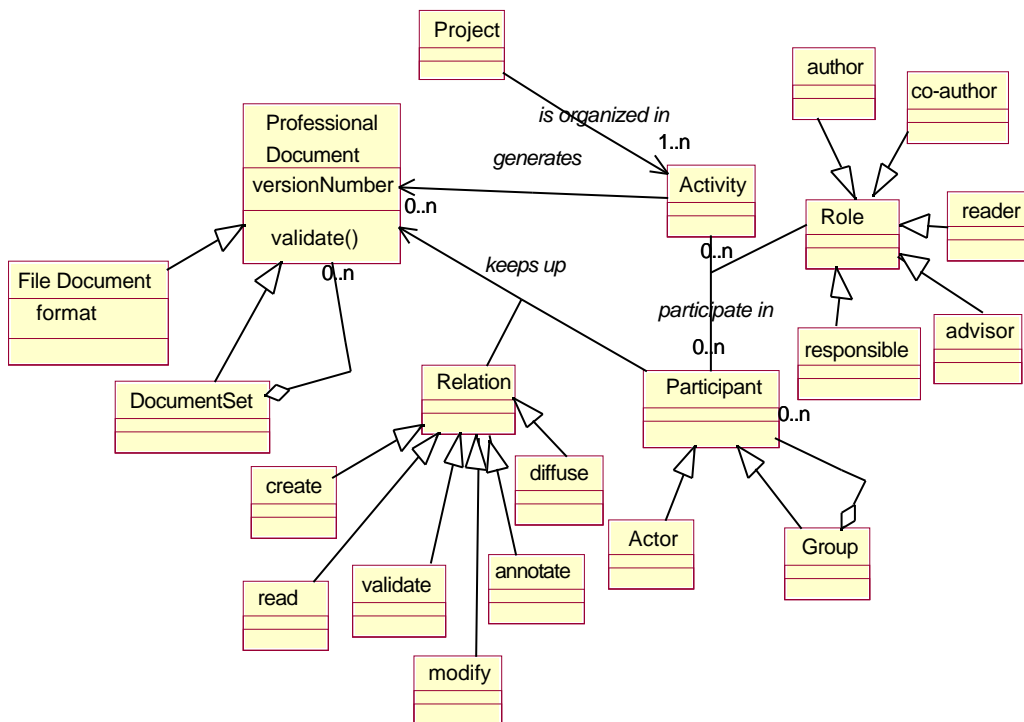 Project
author
co-author
Professional
Document
is organized in
1..n
generates
versionNumber
Activity
0..n
Role
reader
validate()
0..n
0..n
keeps up
File Document
format
participate in
advisor
0..n
responsible
Relation
Participant
DocumentSet
0..n
create
diffuse
Actor
Group
read
validate
annotate
modify